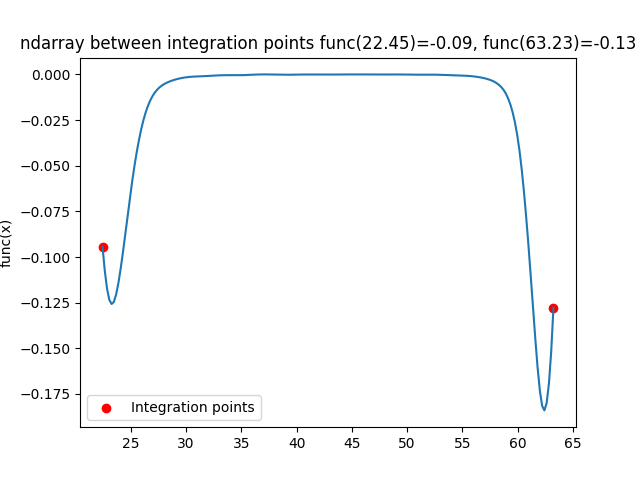 ndarray between integration points func(22.45)=-0.09, func(63.23)=-0.13
0.000
−0.025
−0.050
−0.075
−0.100
−0.125
−0.150
−0.175
func(x)
Integration points
25 30 35 40 45 50 55 60 65